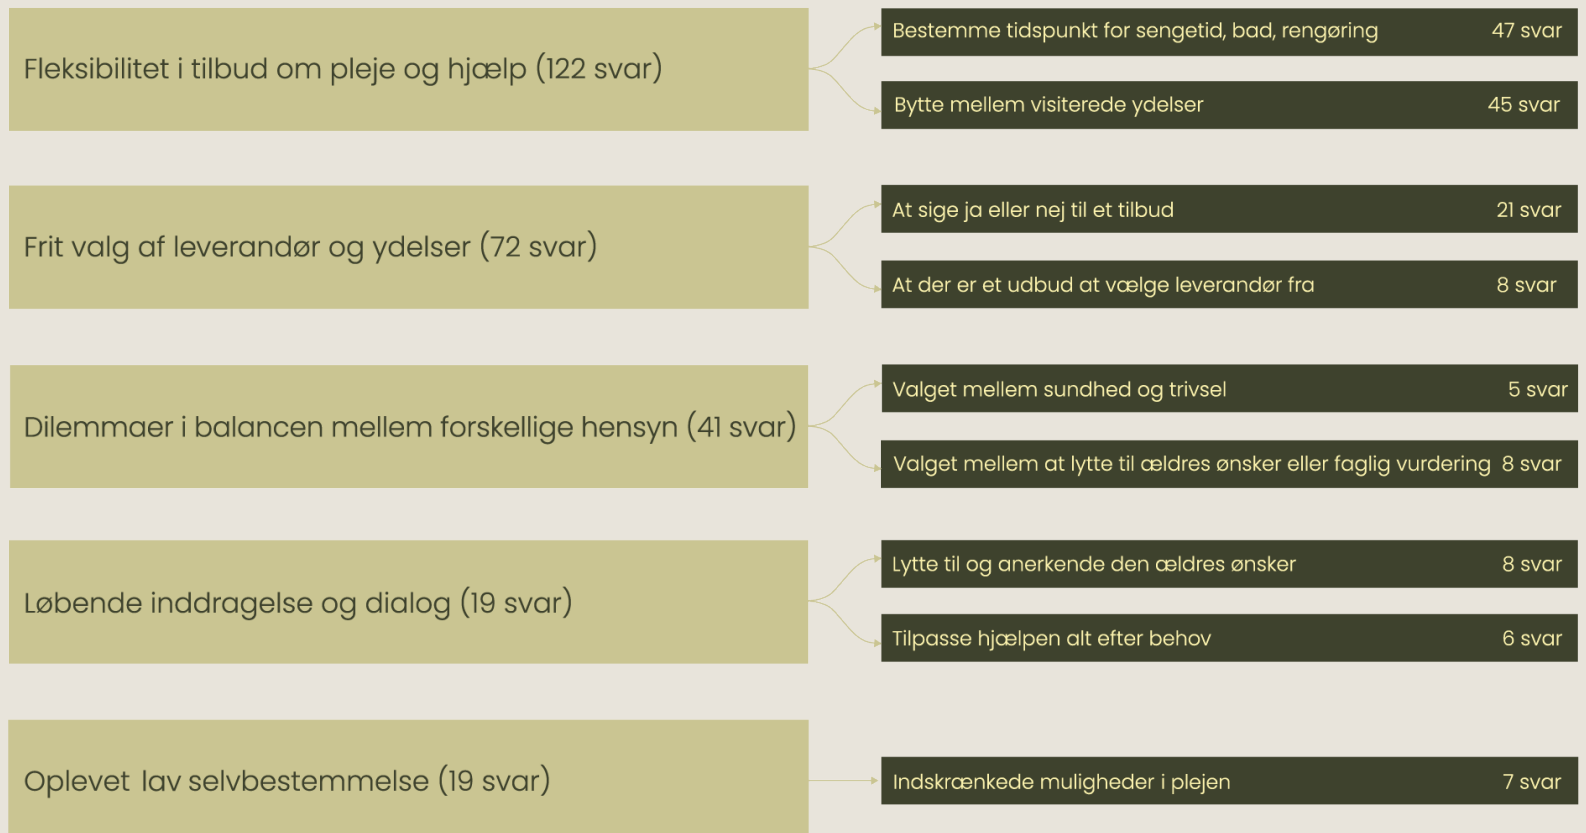 Fleksibilitet i tilbud om pleje og hjælp (122 svar)
Bestemme tidspunkt for sengetid, bad, rengøring 47 svar
Bytte mellem visiterede ydelser 45 svar
Frit valg af leverandør og ydelser (72 svar)
At sige ja eller nej til et tilbud 21 svar
At der er et udbud at vælge leverandør fra 8 svar
Dilemmaer i balancen mellem forskellige hensyn (41 svar)
Valget mellem sundhed og trivsel 5 svar
Valget mellem at lytte til ældres ønsker eller faglig vurdering 8 svar
Løbende inddragelse og dialog (19 svar)
Lytte til og anerkende den ældres ønsker 8 svar
Tilpasse hjælpen alt efter behov 6 svar
Oplevet lav selvbestemmelse (19 svar)
Indskrænkede muligheder i plejen 7 svar